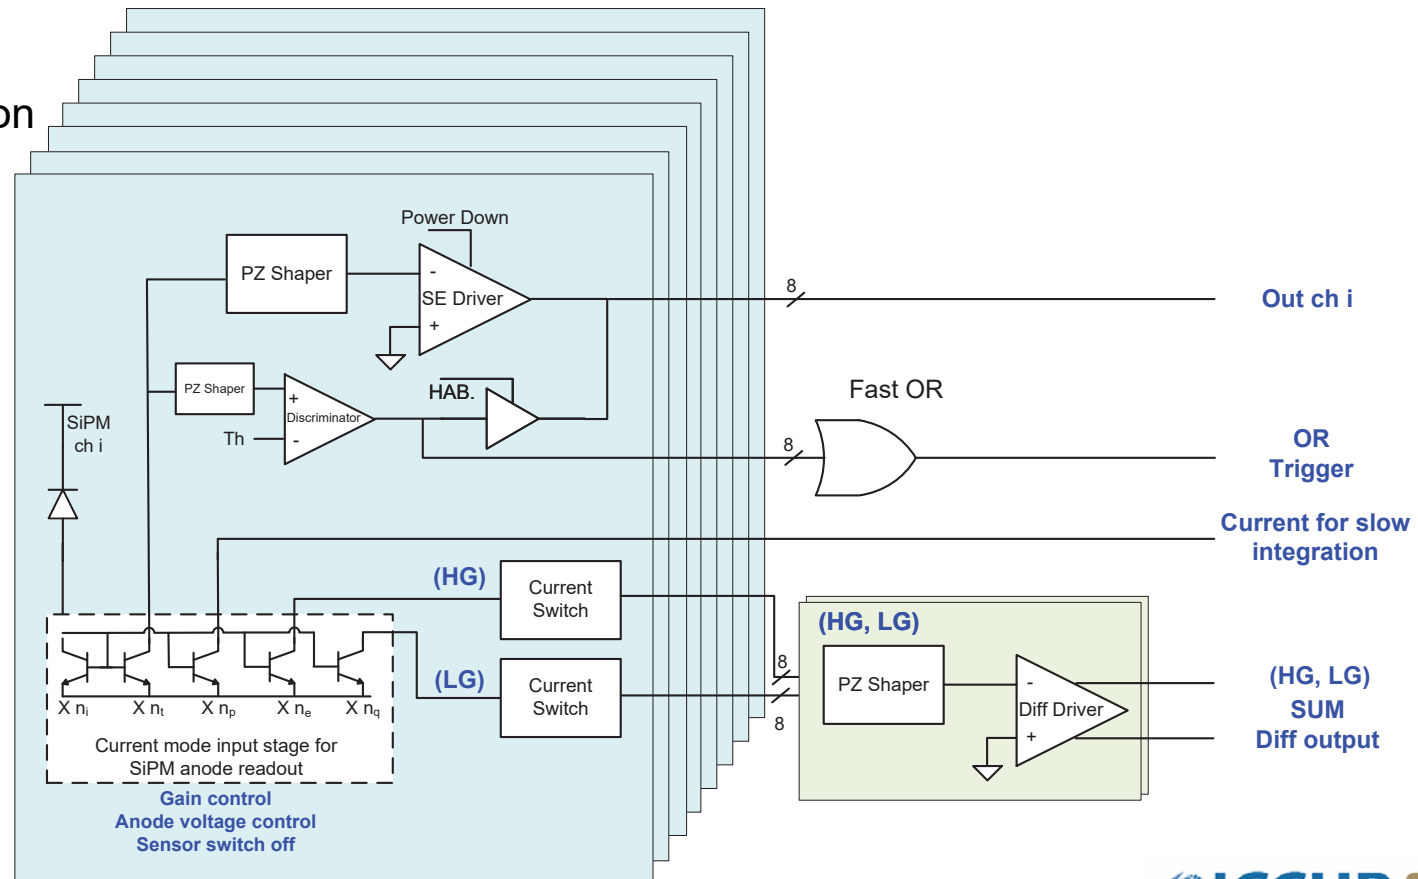 on
Power Down
PZ Shaper
-
SE Driver
+
8
Out ch i
PZ Shaper
+
Discriminator
-
Th
HAB.
Fast OR
8
OR
Trigger
SiPM
ch i
Current for slow
integration
(HG)
Current
Switch
(LG)
Current
Switch
8
8
(HG, LG)
PZ Shaper
-
Diff Driver
+
(HG, LG)
SUM
Diff output
X ni
X nt
X np
X ne
X nq
Current mode input stage for
SiPM anode readout
Gain control
Anode voltage control
Sensor switch off